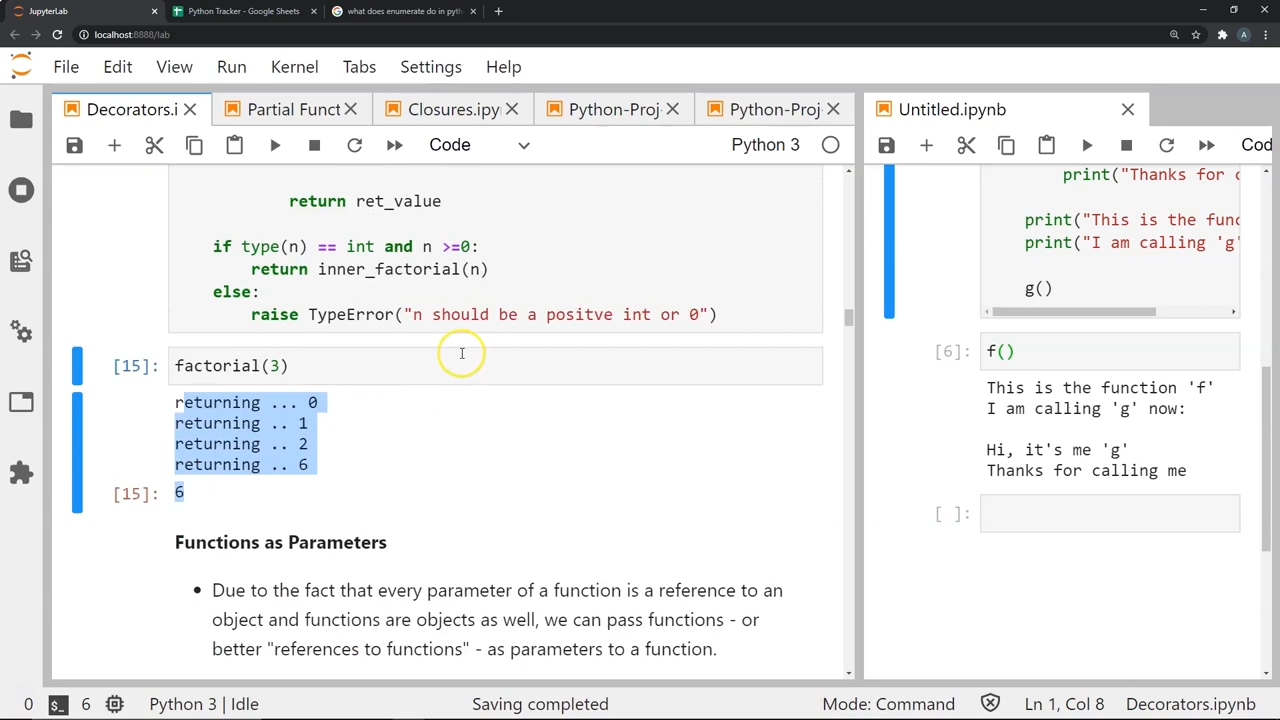 JupyterLab
Python Tracker - Google Sheets
what does enumerate do in pyth
localhost:8888/lab
File Edit View Run Kernel Tabs Settings Help
Decorators.i
Partial Funct
Closures.ipy
Python-Proj
Python-Proj
Untitled.ipynb
Code
Python 3
Cod
return ret_value
if type(n) == int and n >=0:
return inner_factorial(n)
else:
raise TypeError("n should be a positve int or 0")
[15]: factorial(3)
returning ... 0
returning .. 1
returning .. 2
returning .. 6
[15]: 6
Functions as Parameters
• Due to the fact that every parameter of a function is a reference to an
object and functions are objects as well, we can pass functions - or
better "references to functions" - as parameters to a function.
print("Thanks for c
print("This is the func
print("I am calling 'g'
g()
[6]: f()
This is the function 'f'
I am calling 'g' now:
Hi, it's me 'g'
Thanks for calling me
[ ]:
0 $_ 6 Python 3 | Idle Saving completed Mode: Command Ln 1, Col 8 Decorators.ipynb